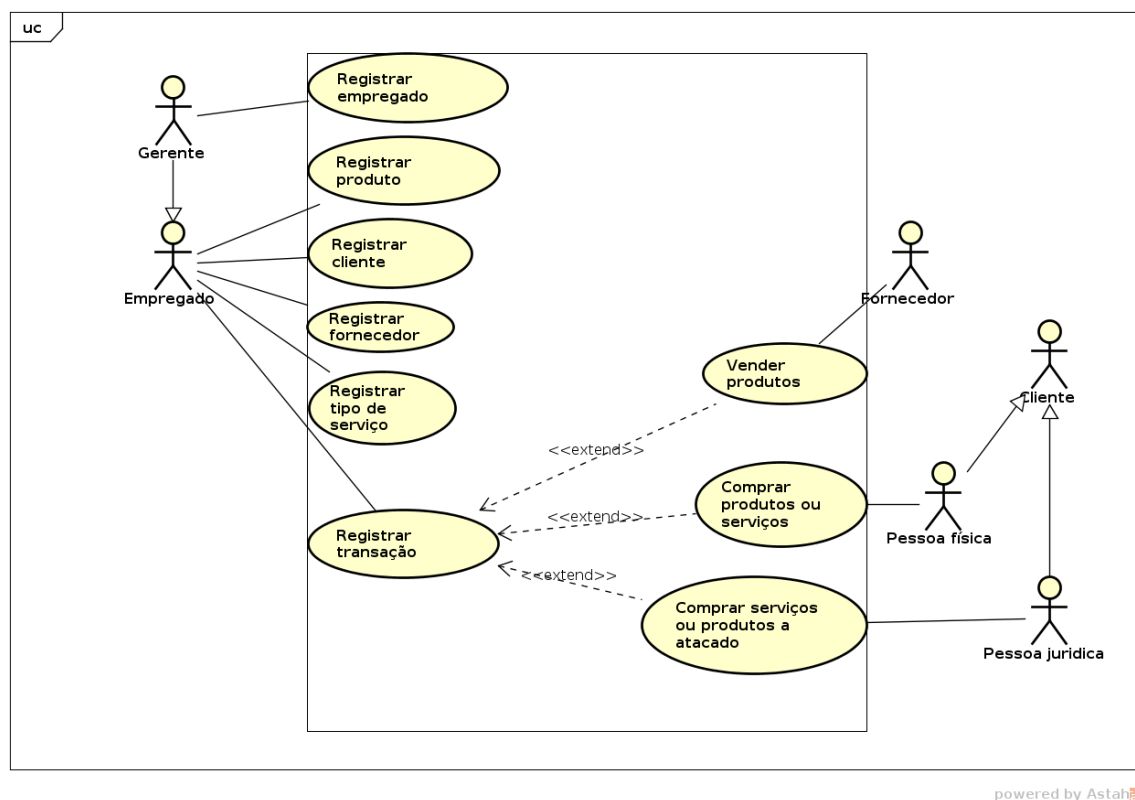 uc
Registrar
empregado
Gerente
Registrar
produto
Registrar
cliente
Empregado
Fornecedor
Registrar
fornecedor
Vender
produtos
Registrar
tipo de
serviço
Cliente
<<extend>>
Comprar
produtos ou
serviços
<<extend>>
Pessoa física
Registrar
transação
<<extend>>
Comprar serviços
ou produtos a
atacado
Pessoa juridica
powered by Astah